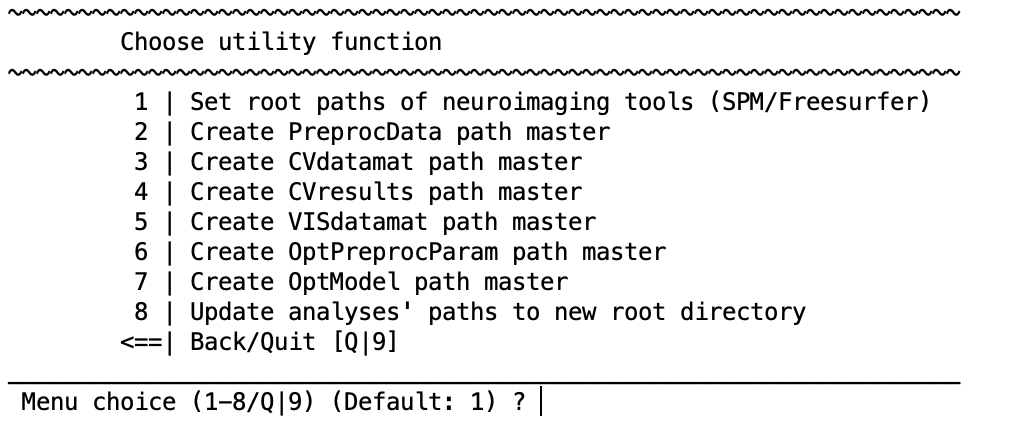 Choose utility function
1 | Set root paths of neuroimaging tools (SPM/Freesurfer)
2 | Create PreprocData path master
3 | Create CVdatamat path master
4 | Create CVresults path master
5 | Create VISdatamat path master
6 | Create OptPreprocParam path master
7 | Create OptModel path master
8 | Update analyses' paths to new root directory
<==| Back/Quit [Q|9]
Menu choice (1-8/Q|9) (Default: 1) ?